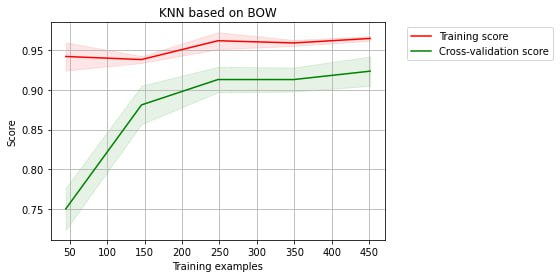 KNN based on BOW
Training score
Cross-validation score
Score
0.95
0.90
0.85
0.80
0.75
50 100 150 200 250 300 350 400 450
Training examples